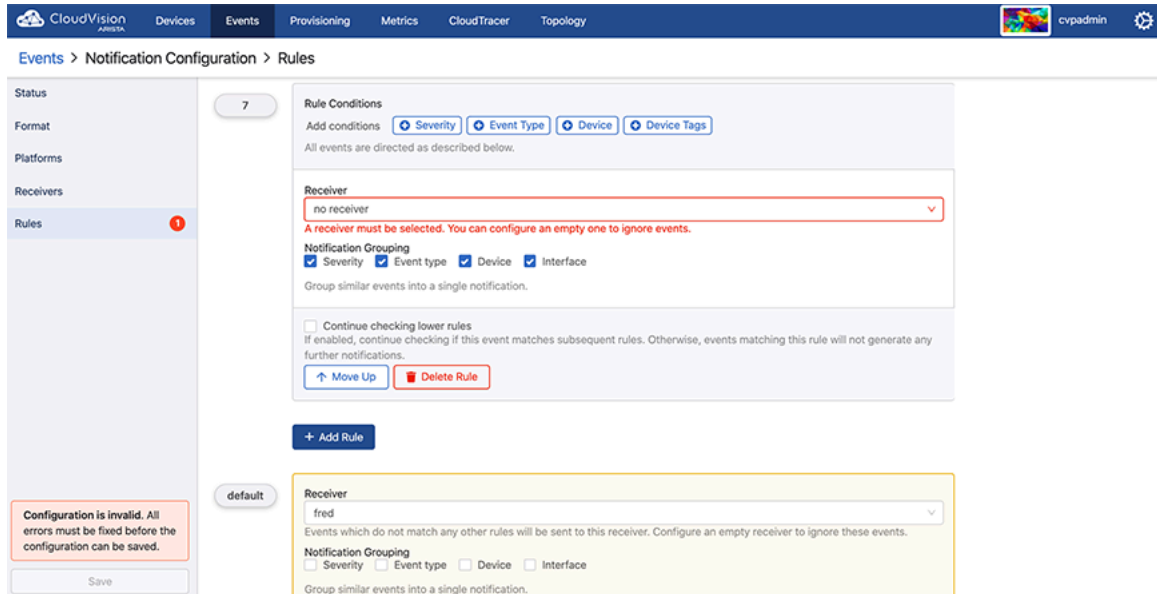 CloudVision
ARISTA
Devices Events Provisioning Metrics CloudTracer Topology cvpadmin
Events > Notification Configuration > Rules
Status
Format
Platforms
Receivers
Rules 1
Configuration is invalid. All
errors must be fixed before the
configuration can be saved.
Save
7
Rule Conditions
Add conditions Severity Event Type Device Device Tags
All events are directed as described below.
Receiver
no receiver
A receiver must be selected. You can configure an empty one to ignore events.
Notification Grouping
Severity Event type Device Interface
Group similar events into a single notification.
Continue checking lower rules
If enabled, continue checking if this event matches subsequent rules. Otherwise, events matching this rule will not generate any
further notifications.
Move Up Delete Rule
+ Add Rule
default
Receiver
fred
Events which do not match any other rules will be sent to this receiver. Configure an empty receiver to ignore these events.
Notification Grouping
Severity Event type Device Interface
Group similar events into a single notification.